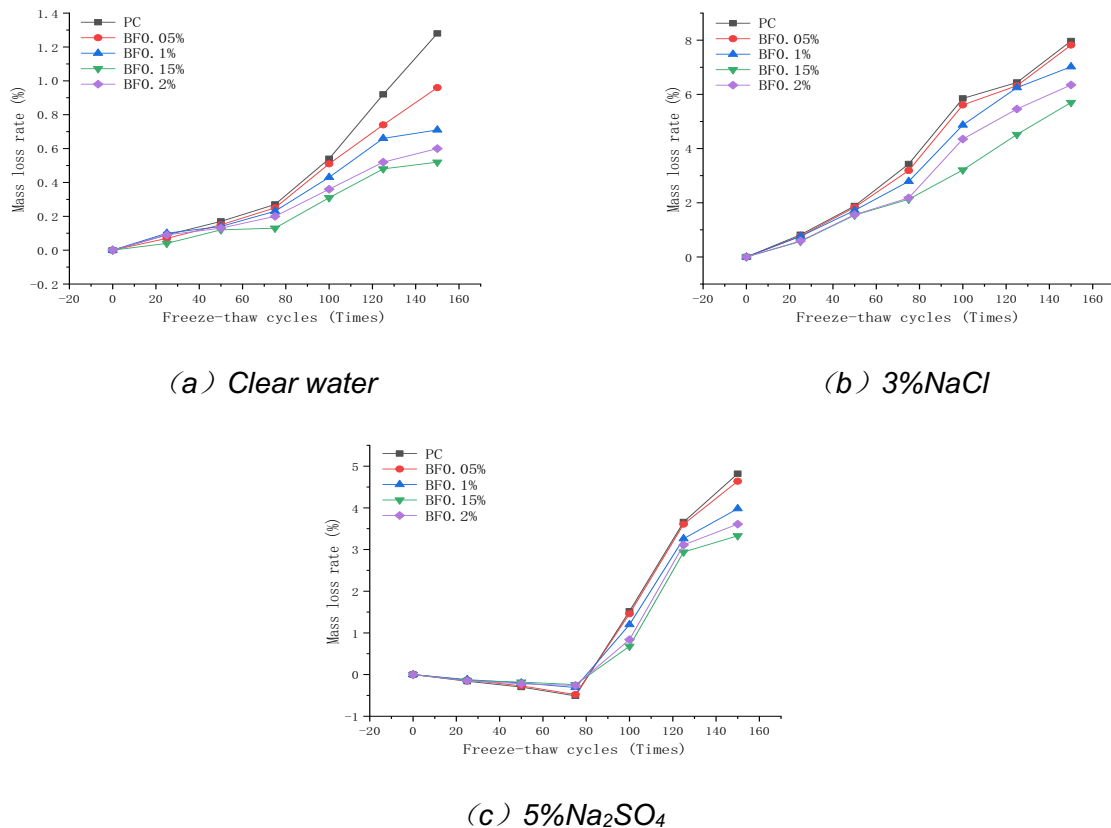 PC
BF0.05%
BF0.1%
BF0.15%
BF0.2%
1.4
1.2
1.0
0.8
0.6
0.4
0.2
0.0
-0.2
Mass loss rate (%)
-20 0 20 40 60 80 100 120 140 160
Freeze-thaw cycles (Times)
(a) Clear water
PC
BF0.05%
BF0.1%
BF0.15%
BF0.2%
8
6
4
2
0
Mass loss rate (%)
-20 0 20 40 60 80 100 120 140 160
Freeze-thaw cycles (Times)
(b) 3%NaCl
PC
BF0.05%
BF0.1%
BF0.15%
BF0.2%
5
4
3
2
1
0
-1
Mass loss rate (%)
-20 0 20 40 60 80 100 120 140 160
Freeze-thaw cycles (Times)
(c) 5%Na₂SO₄